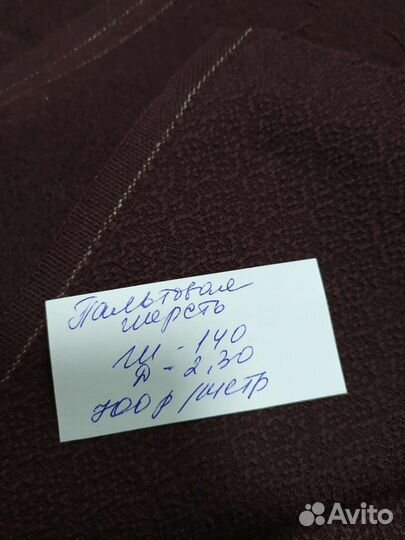 Пальтовая
шерсть
Ш - 140
Д - 2,30
700 р/метр
Avito